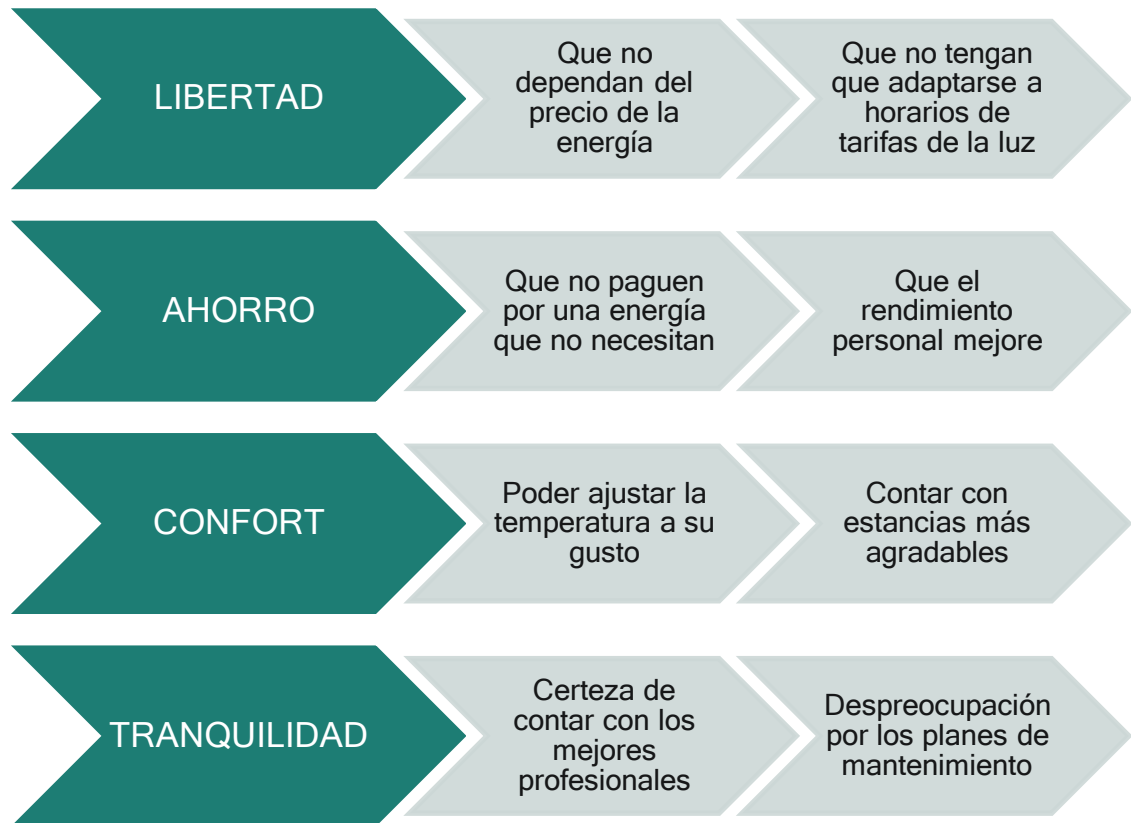 LIBERTAD
Que no
dependan del
precio de la
energía
Que no tengan
que adaptarse a
horarios de
tarifas de la luz
AHORRO
Que no paguen
por una energía
que no necesitan
Que el
rendimiento
personal mejore
CONFORT
Poder ajustar la
temperatura a su
gusto
Contar con
estancias más
agradables
TRANQUILIDAD
Certeza de
contar con los
mejores
profesionales
Despreocupación
por los planes de
mantenimiento